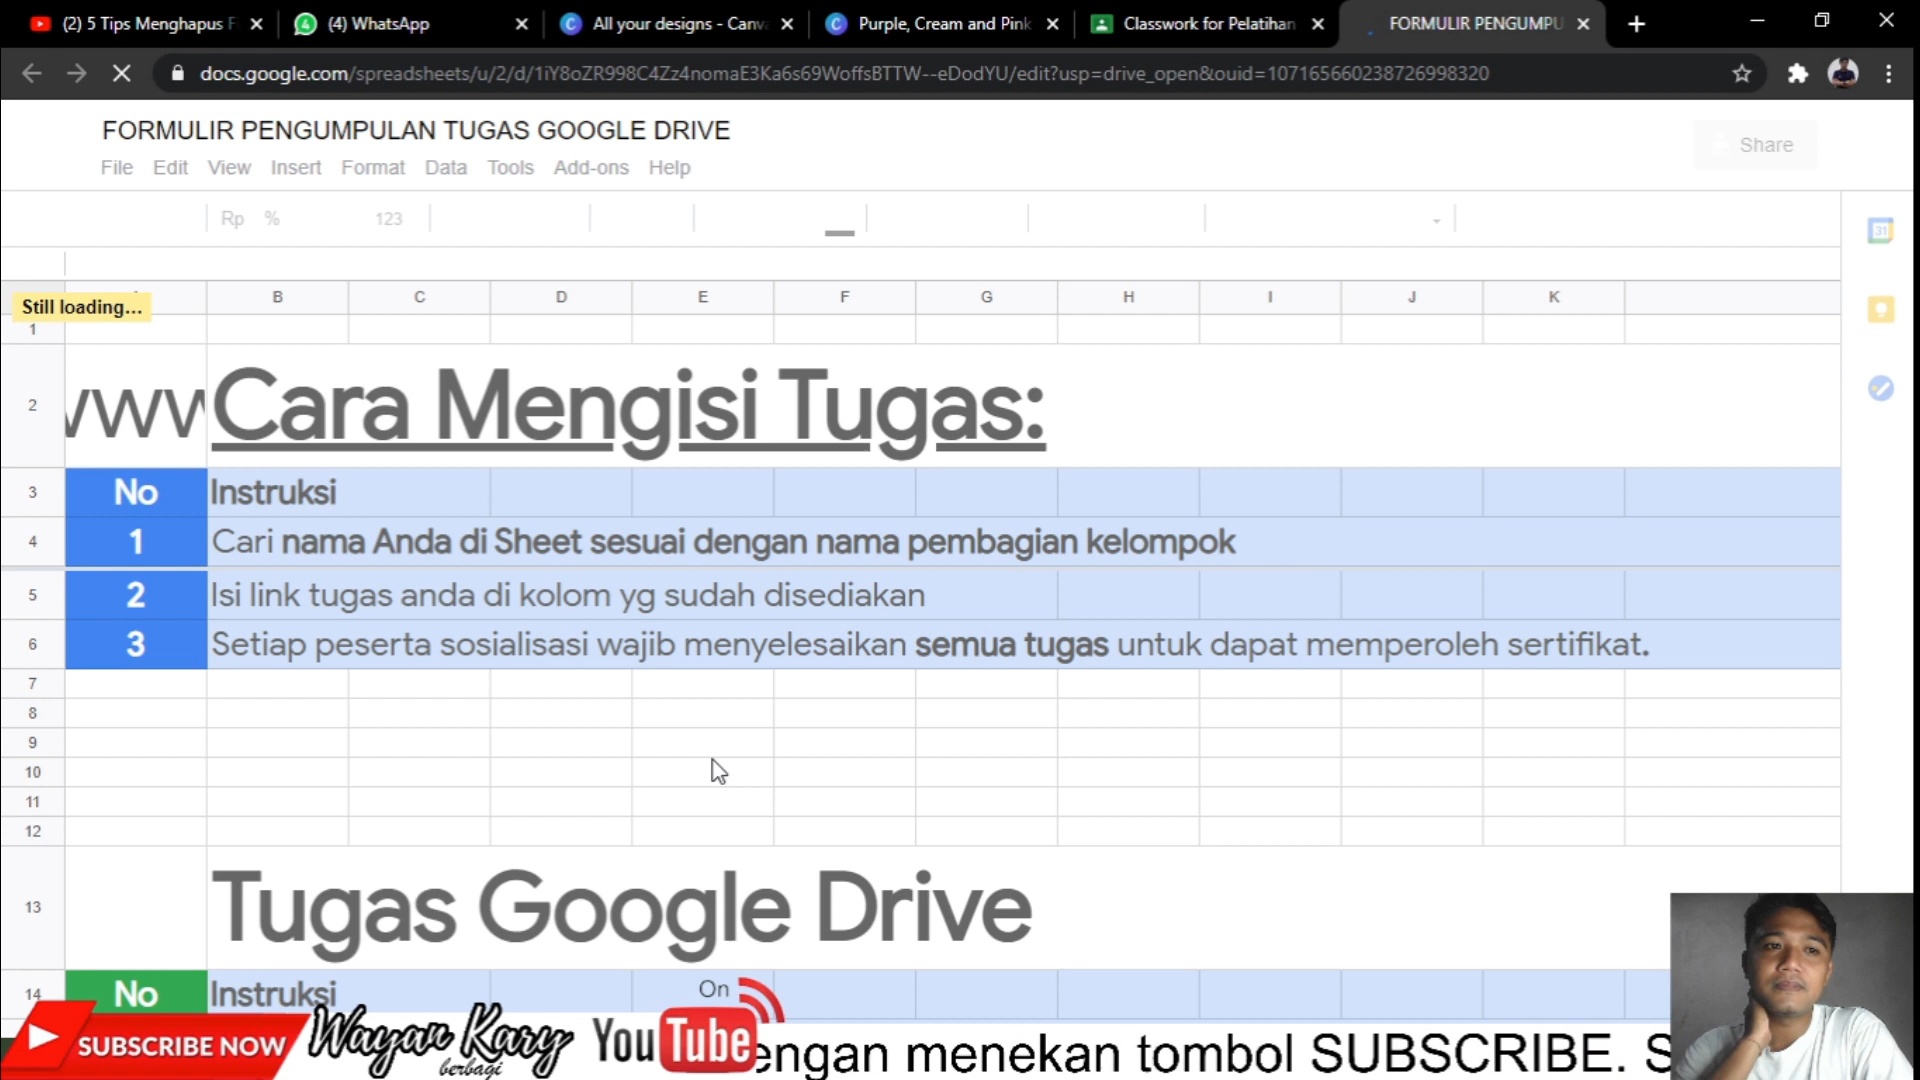 (2) 5 Tips Menghapus F
(4) WhatsApp
All your designs - Canva
Purple, Cream and Pink
Classwork for Pelatihan
FORMULIR PENGUMPU
docs.google.com/spreadsheets/u/2/d/1iY8oZR998C4Zz4nomaE3Ka6s69WoffsBTTW--eDodYU/edit?usp=drive_open&ouid=107165660238726998320
FORMULIR PENGUMPULAN TUGAS GOOGLE DRIVE
Share
File Edit View Insert Format Data Tools Add-ons Help
Rp % 123
31
B C D E F G H I J K
Still loading...
1
2 Cara Mengisi Tugas:
3 No Instruksi
4 1 Cari nama Anda di Sheet sesuai dengan nama pembagian kelompok
5 2 Isi link tugas anda di kolom yg sudah disediakan
6 3 Setiap peserta sosialisasi wajib menyelesaikan semua tugas untuk dapat memperoleh sertifikat.
7
8
9
10
11
12
13 Tugas Google Drive
14 No Instruksi
On
SUBSCRIBE NOW Wayan Kary berbagi YouTube engan menekan tombol SUBSCRIBE. S